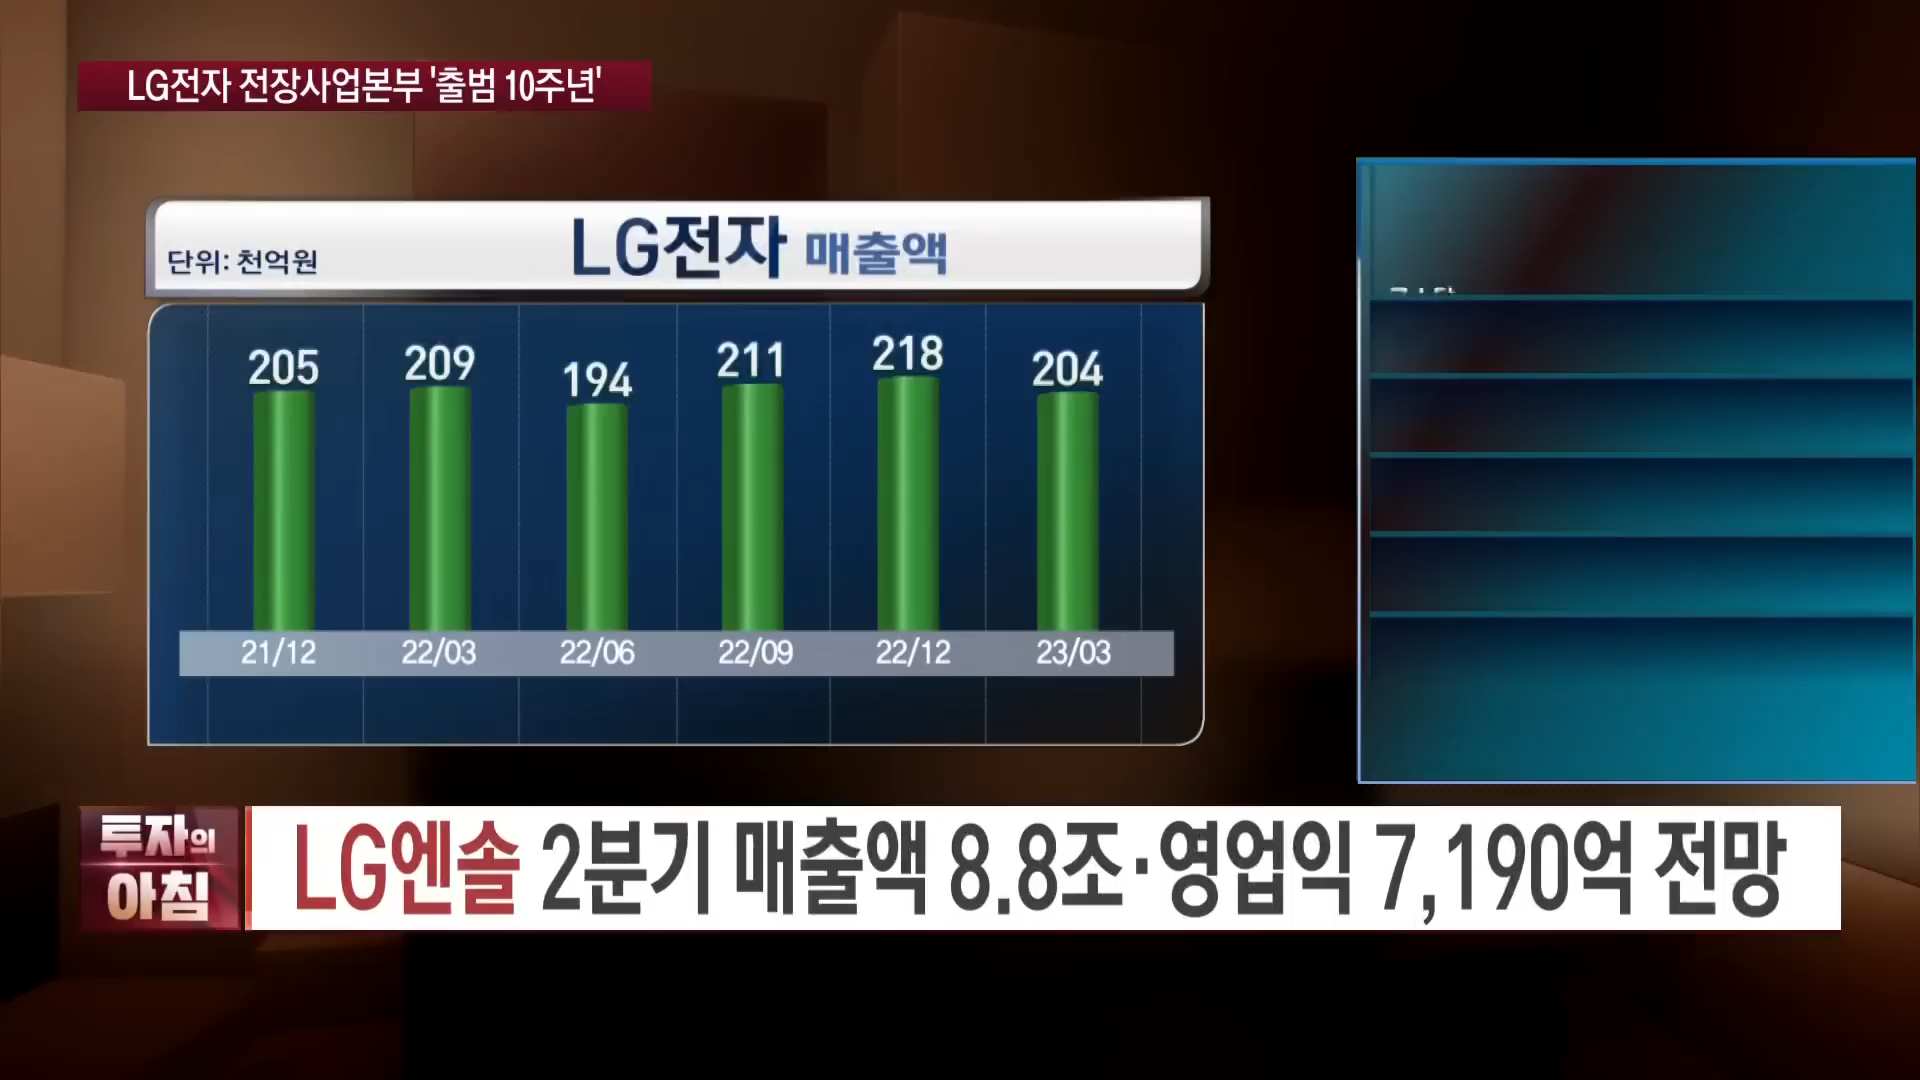 LG전자 전장사업본부 '출범 10주년'
단위: 천억원
LG전자 매출액
205 209 194 211 218 204
21/12 22/03 22/06 22/09 22/12 23/03
투자의
아침
LG엔솔 2분기 매출액 8.8조·영업익 7,190억 전망